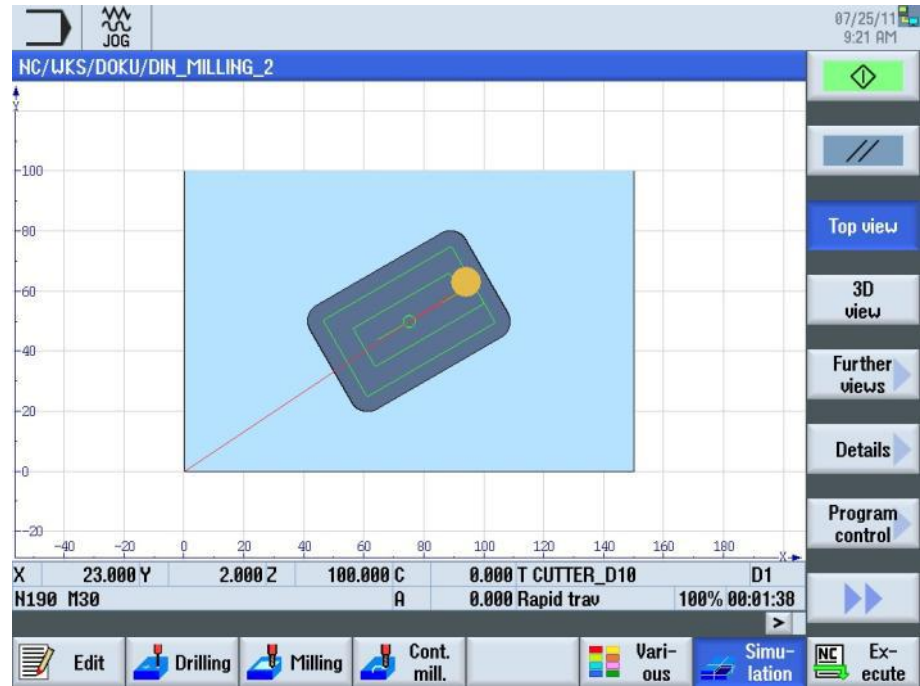 JOG
07/25/11
9:21 AM
NC/WKS/DOKU/DIN_MILLING_2
Y
100
80
60
40
20
0
-20
-40 -20 0 20 40 60 80 100 120 140 160 180
X
X 23.000 Y 2.000 Z 100.000 C 0.000 T CUTTER_D10 D1
N190 M30 A 0.000 Rapid trav 100% 00:01:38
>
Top view
3D
view
Further
views
Details
Program
control
Edit
Drilling
Milling
Cont.
mill.
Vari-
ous
Simu-
lation
NC
Ex-
ecute